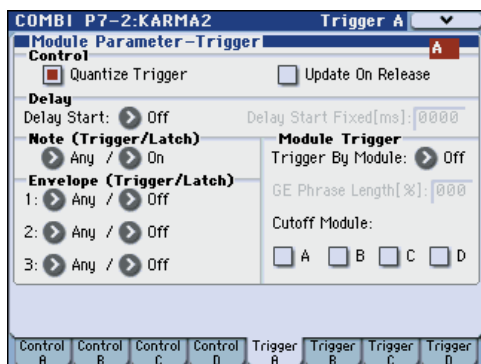 COMBI P7-2:KARMA2 Trigger A
Module Parameter-Trigger A
Control
Quantize Trigger Update On Release
Delay
Delay Start: Off Delay Start Fixed[ms]: 0000
Note (Trigger/Latch) Module Trigger
Any / On Trigger By Module: Off
Envelope (Trigger/Latch)
1: Any / Off GE Phrase Length[%]: 000
2: Any / Off Cutoff Module:
3: Any / Off A B C D
Control A Control B Control C Control D Trigger A Trigger B Trigger C Trigger D